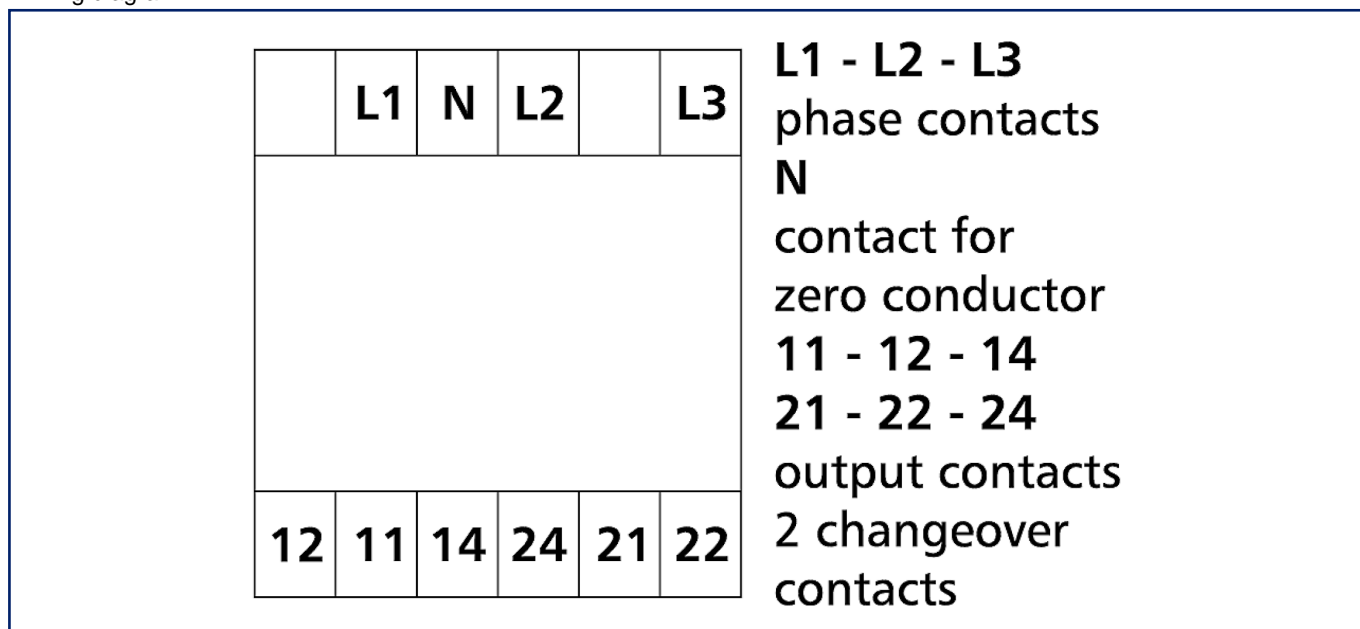 L1 N L2 L3
12 11 14 24 21 22
L1 - L2 - L3
phase contacts
N
contact for
zero conductor
11 - 12 - 14
21 - 22 - 24
output contacts
2 changeover
contacts